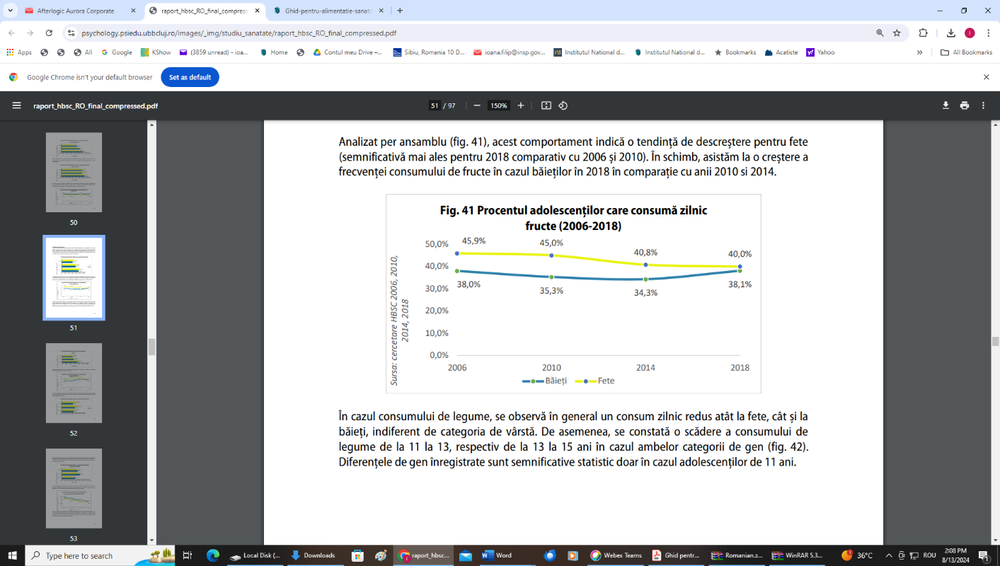 Afterlogic Aurora Corporate
raport_hbsc_RO_final_compress
Ghid-pentru-alimentatie-sanato
psychology.psiedu.ubbcluj.ro/images/_img/studiu_sanatate/raport_hbsc_RO_final_compressed.pdf
Apps
All
Google
KShow
(3859 unread) - ioa...
Home
Contul meu Drive –...
Sibiu, Romania 10 D...
ioana.filip@insp.gov...
Institutul National d...
Institutul National d...
Bookmarks
Acatiste
Yahoo
»
All Bookmarks
Google Chrome isn't your default browser
Set as default
raport_hbsc_RO_final_compressed.pdf
51 / 97
150%
50
51
52
53
Analizat per ansamblu (fig. 41), acest comportament indică o tendință de descreștere pentru fete
(semnificativă mai ales pentru 2018 comparativ cu 2006 și 2010). În schimb, asistăm la o creștere a
frecvenței consumului de fructe în cazul băieților în 2018 în comparație cu anii 2010 si 2014.
Fig. 41 Procentul adolescenților care consumă zilnic
fructe (2006-2018)
Sursa: cercetare HBSC 2006, 2010,
2014, 2018
50,0%
40,0%
30,0%
20,0%
10,0%
0,0%
45,9%
45,0%
40,8%
40,0%
38,0%
35,3%
34,3%
38,1%
2006
2010
2014
2018
Băieți
Fete
În cazul consumului de legume, se observă în general un consum zilnic redus atât la fete, cât și la
băieți, indiferent de categoria de vârstă. De asemenea, se constată o scădere a consumului de
legume de la 11 la 13, respectiv de la 13 la 15 ani în cazul ambelor categorii de gen (fig. 42).
Diferențele de gen înregistrate sunt semnificative statistic doar în cazul adolescenților de 11 ani.
Type here to search
Local Disk (...
Downloads
raport_hbsc...
Word
Webex Teams
Ghid pentr...
Romanian.z...
WinRAR 5.3...
36°C
ROU
2:08 PM
8/13/2024